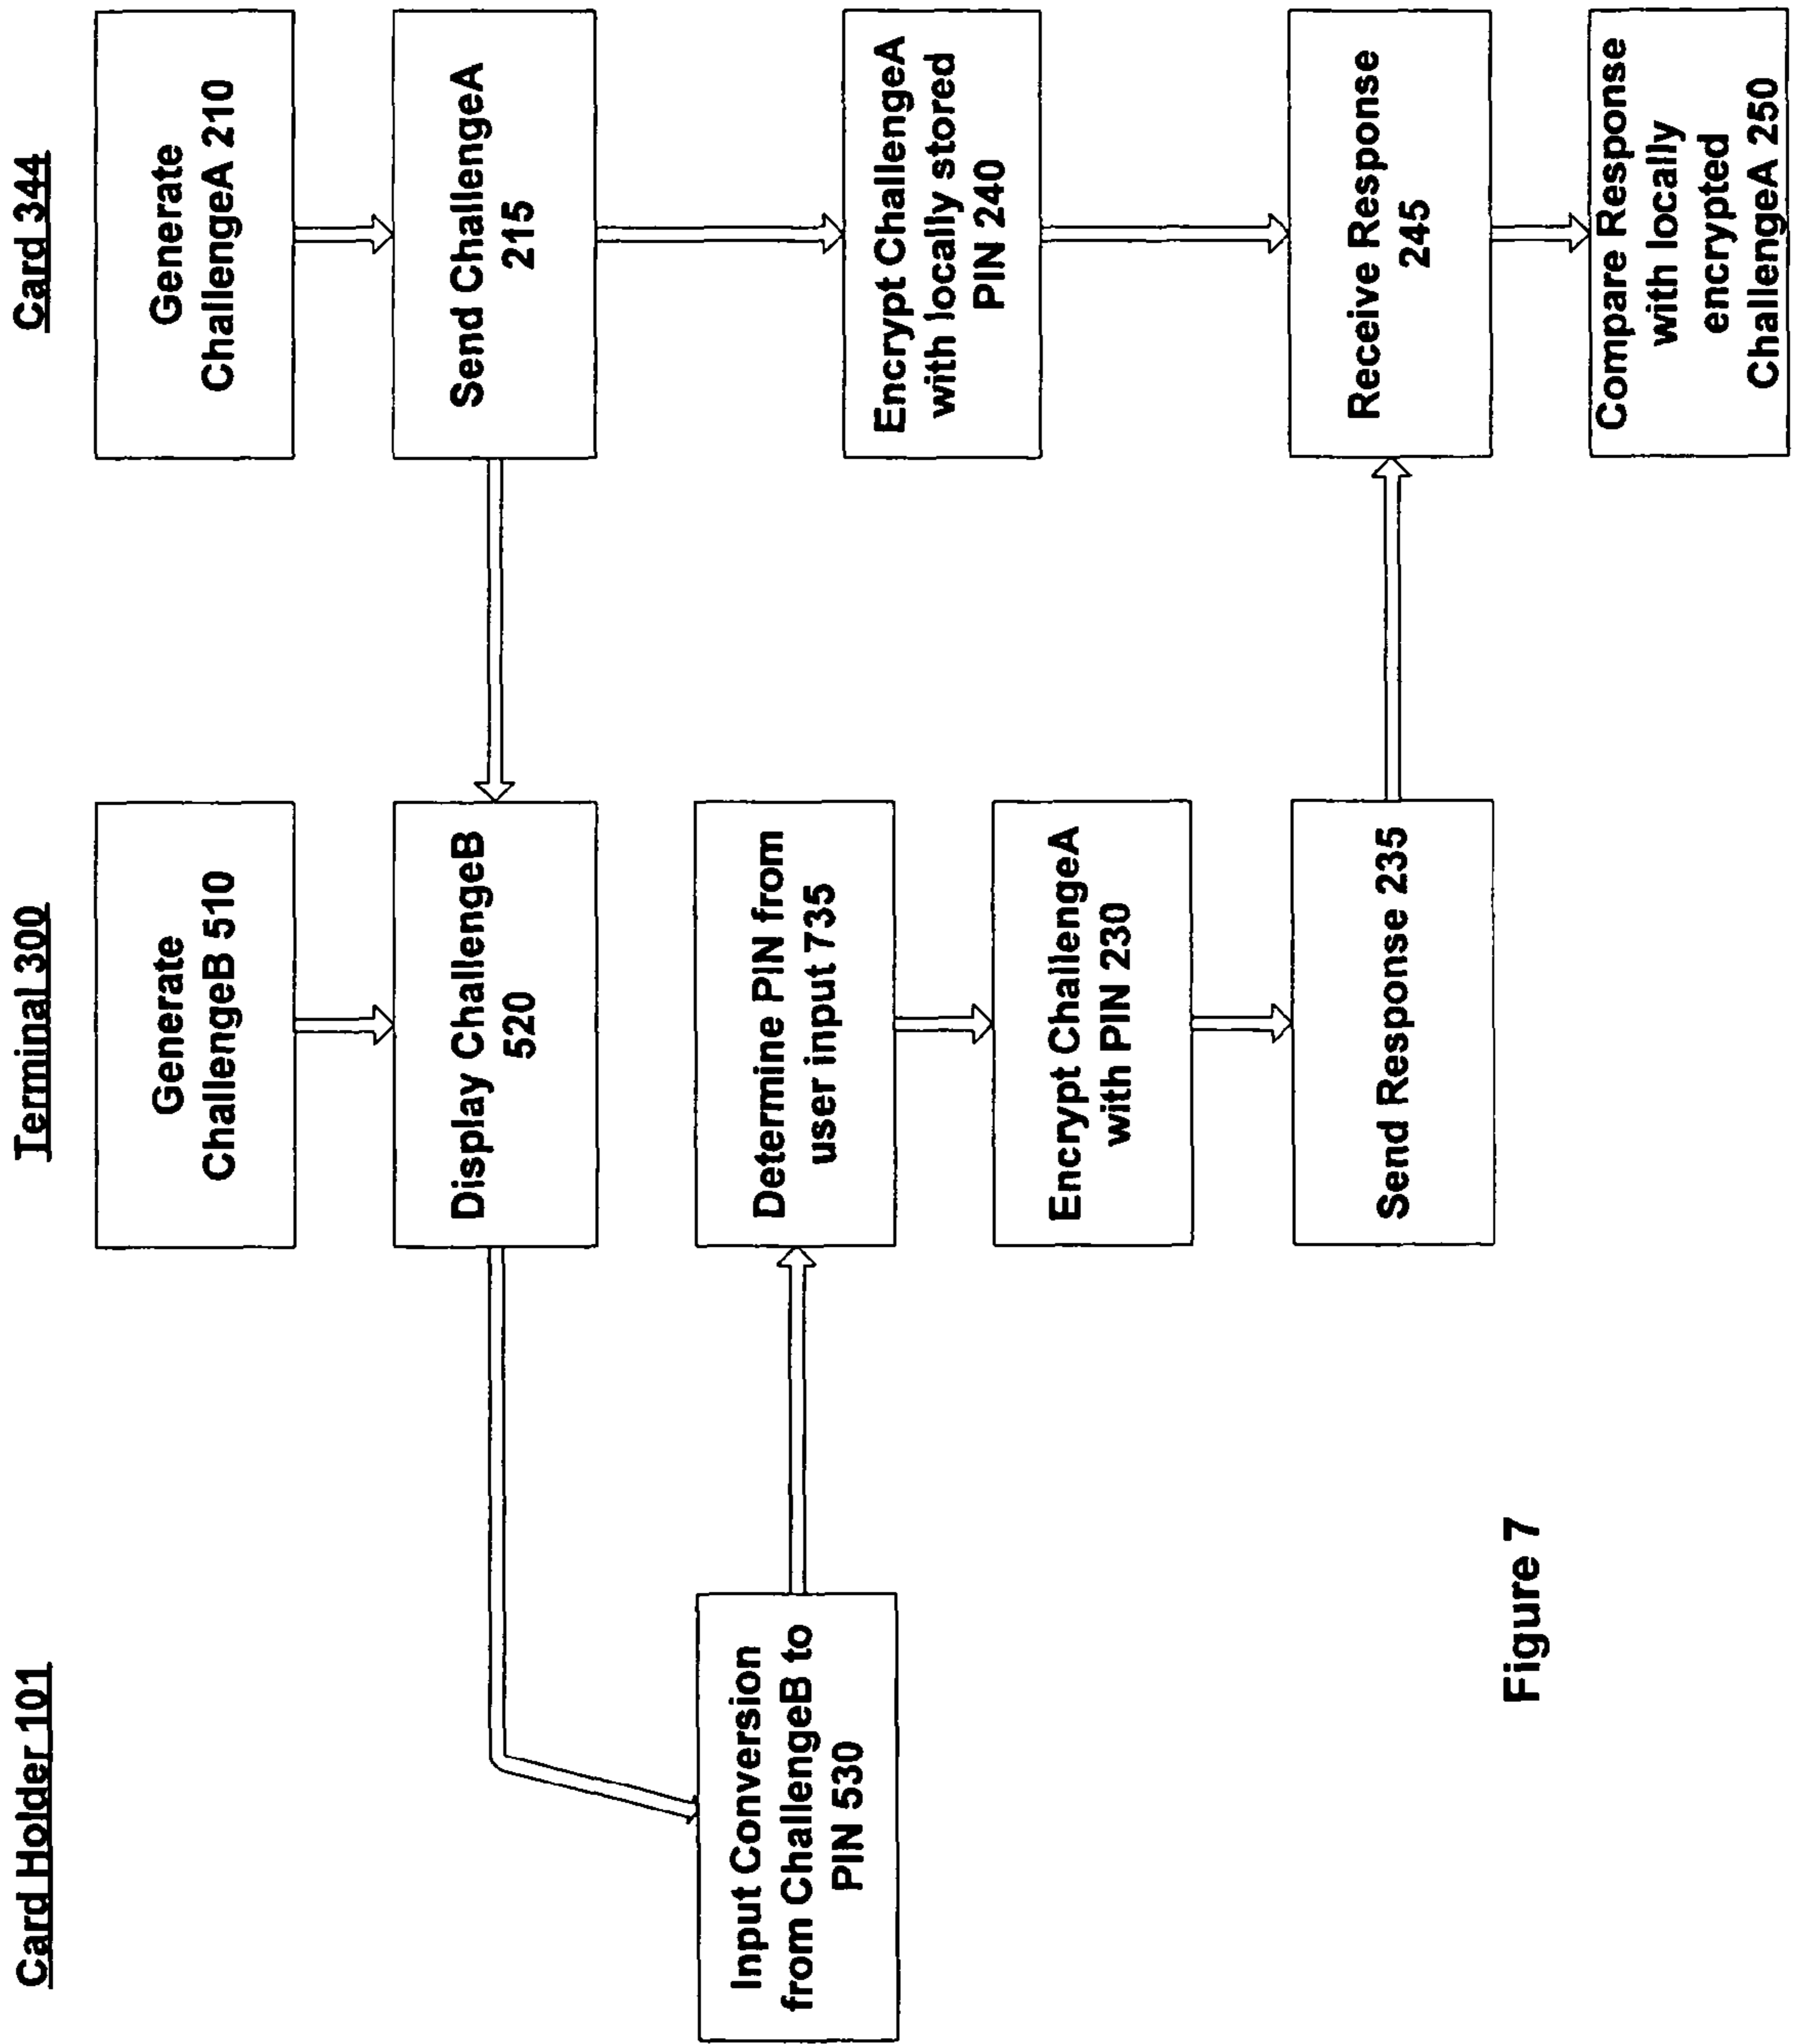 Card Holder 101
Terminal 300
Card 344
Generate
ChallengeB 510
Generate
ChallengeA 210
Display ChallengeB
520
Send ChallengeA
215
Input Conversion
from ChallengeB to
PIN 530
Determine PIN from
user input 735
Encrypt ChallengeA
with locally stored
PIN 240
Encrypt ChallengeA
with PIN 230
Send Response 235
Receive Response
245
Compare Response
with locally
encrypted
ChallengeA 250
Figure 7